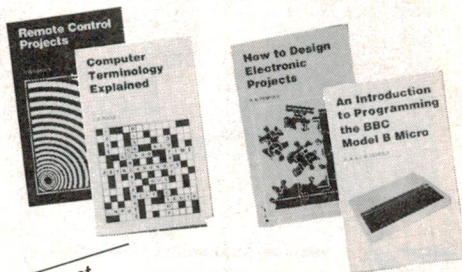 Remote Control
Projects
Computer
Terminology
Explained
How to Design
Electronic
Projects
An Introduction
to Programming
the BBC
Model B Micro